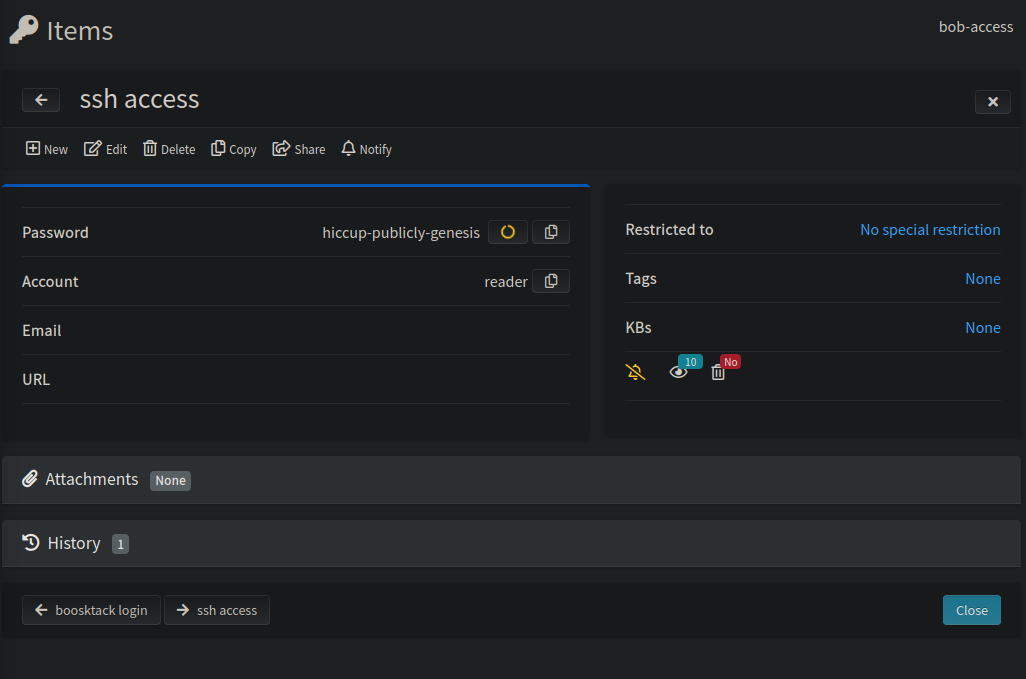 Items
bob-access
ssh access
New Edit Delete Copy Share Notify
Password hiccup-publicly-genesis
Account reader
Email
URL
Restricted to No special restriction
Tags None
KBs None
10 No
Attachments None
History 1
boosktack login ssh access Close